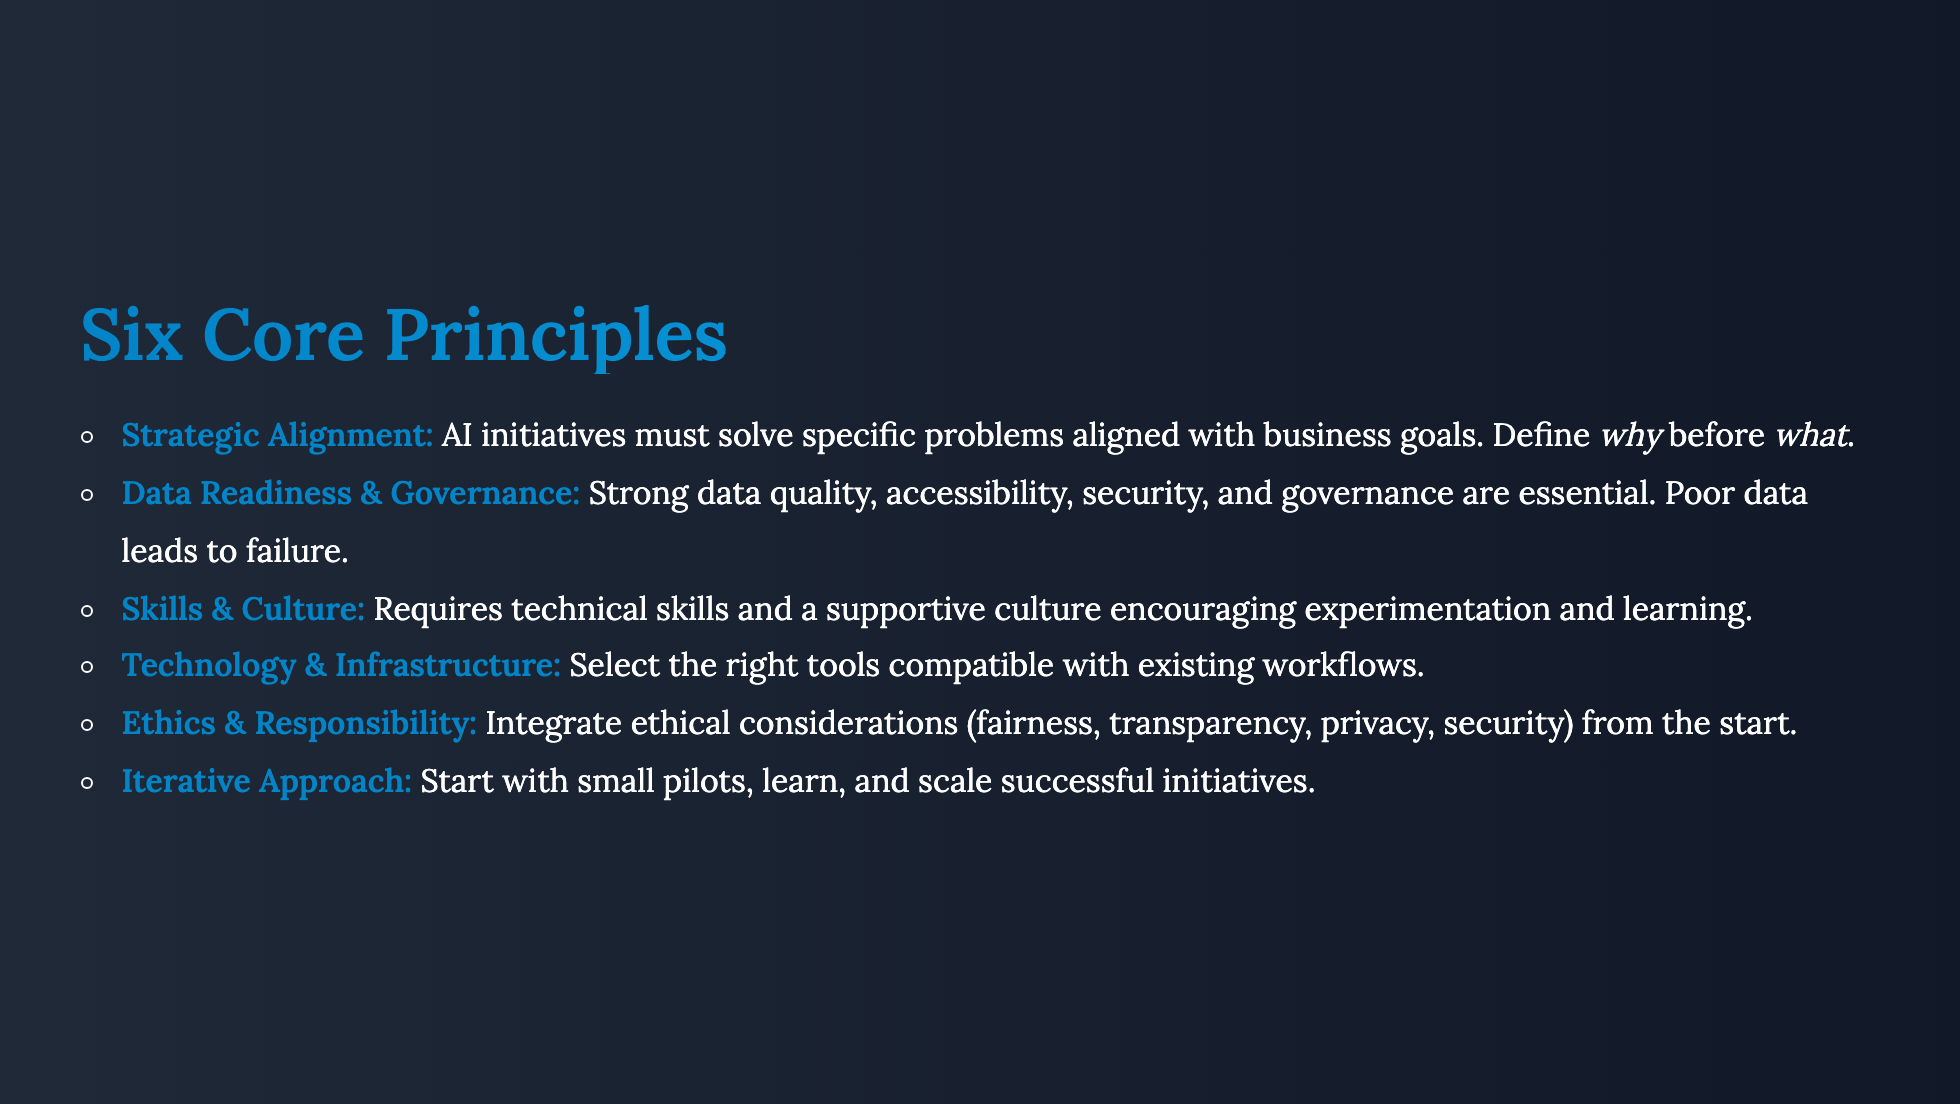 Six Core Principles
Strategic Alignment: AI initiatives must solve specific problems aligned with business goals. Define why before what.
Data Readiness & Governance: Strong data quality, accessibility, security, and governance are essential. Poor data
leads to failure.
Skills & Culture: Requires technical skills and a supportive culture encouraging experimentation and learning.
Technology & Infrastructure: Select the right tools compatible with existing workflows.
Ethics & Responsibility: Integrate ethical considerations (fairness, transparency, privacy, security) from the start.
Iterative Approach: Start with small pilots, learn, and scale successful initiatives.